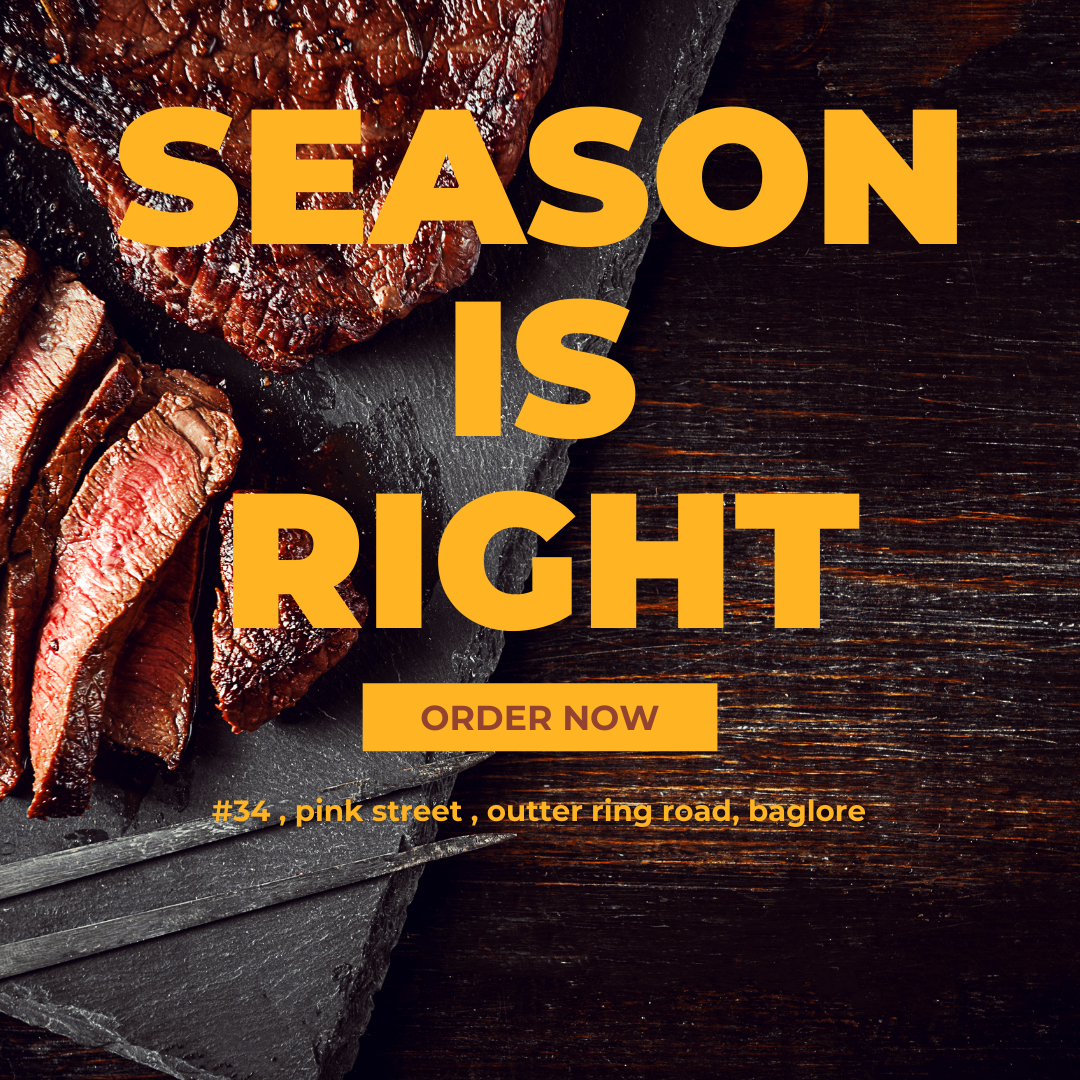 SEASON
IS
RIGHT
ORDER NOW
#34 , pink street , outter ring road, baglore